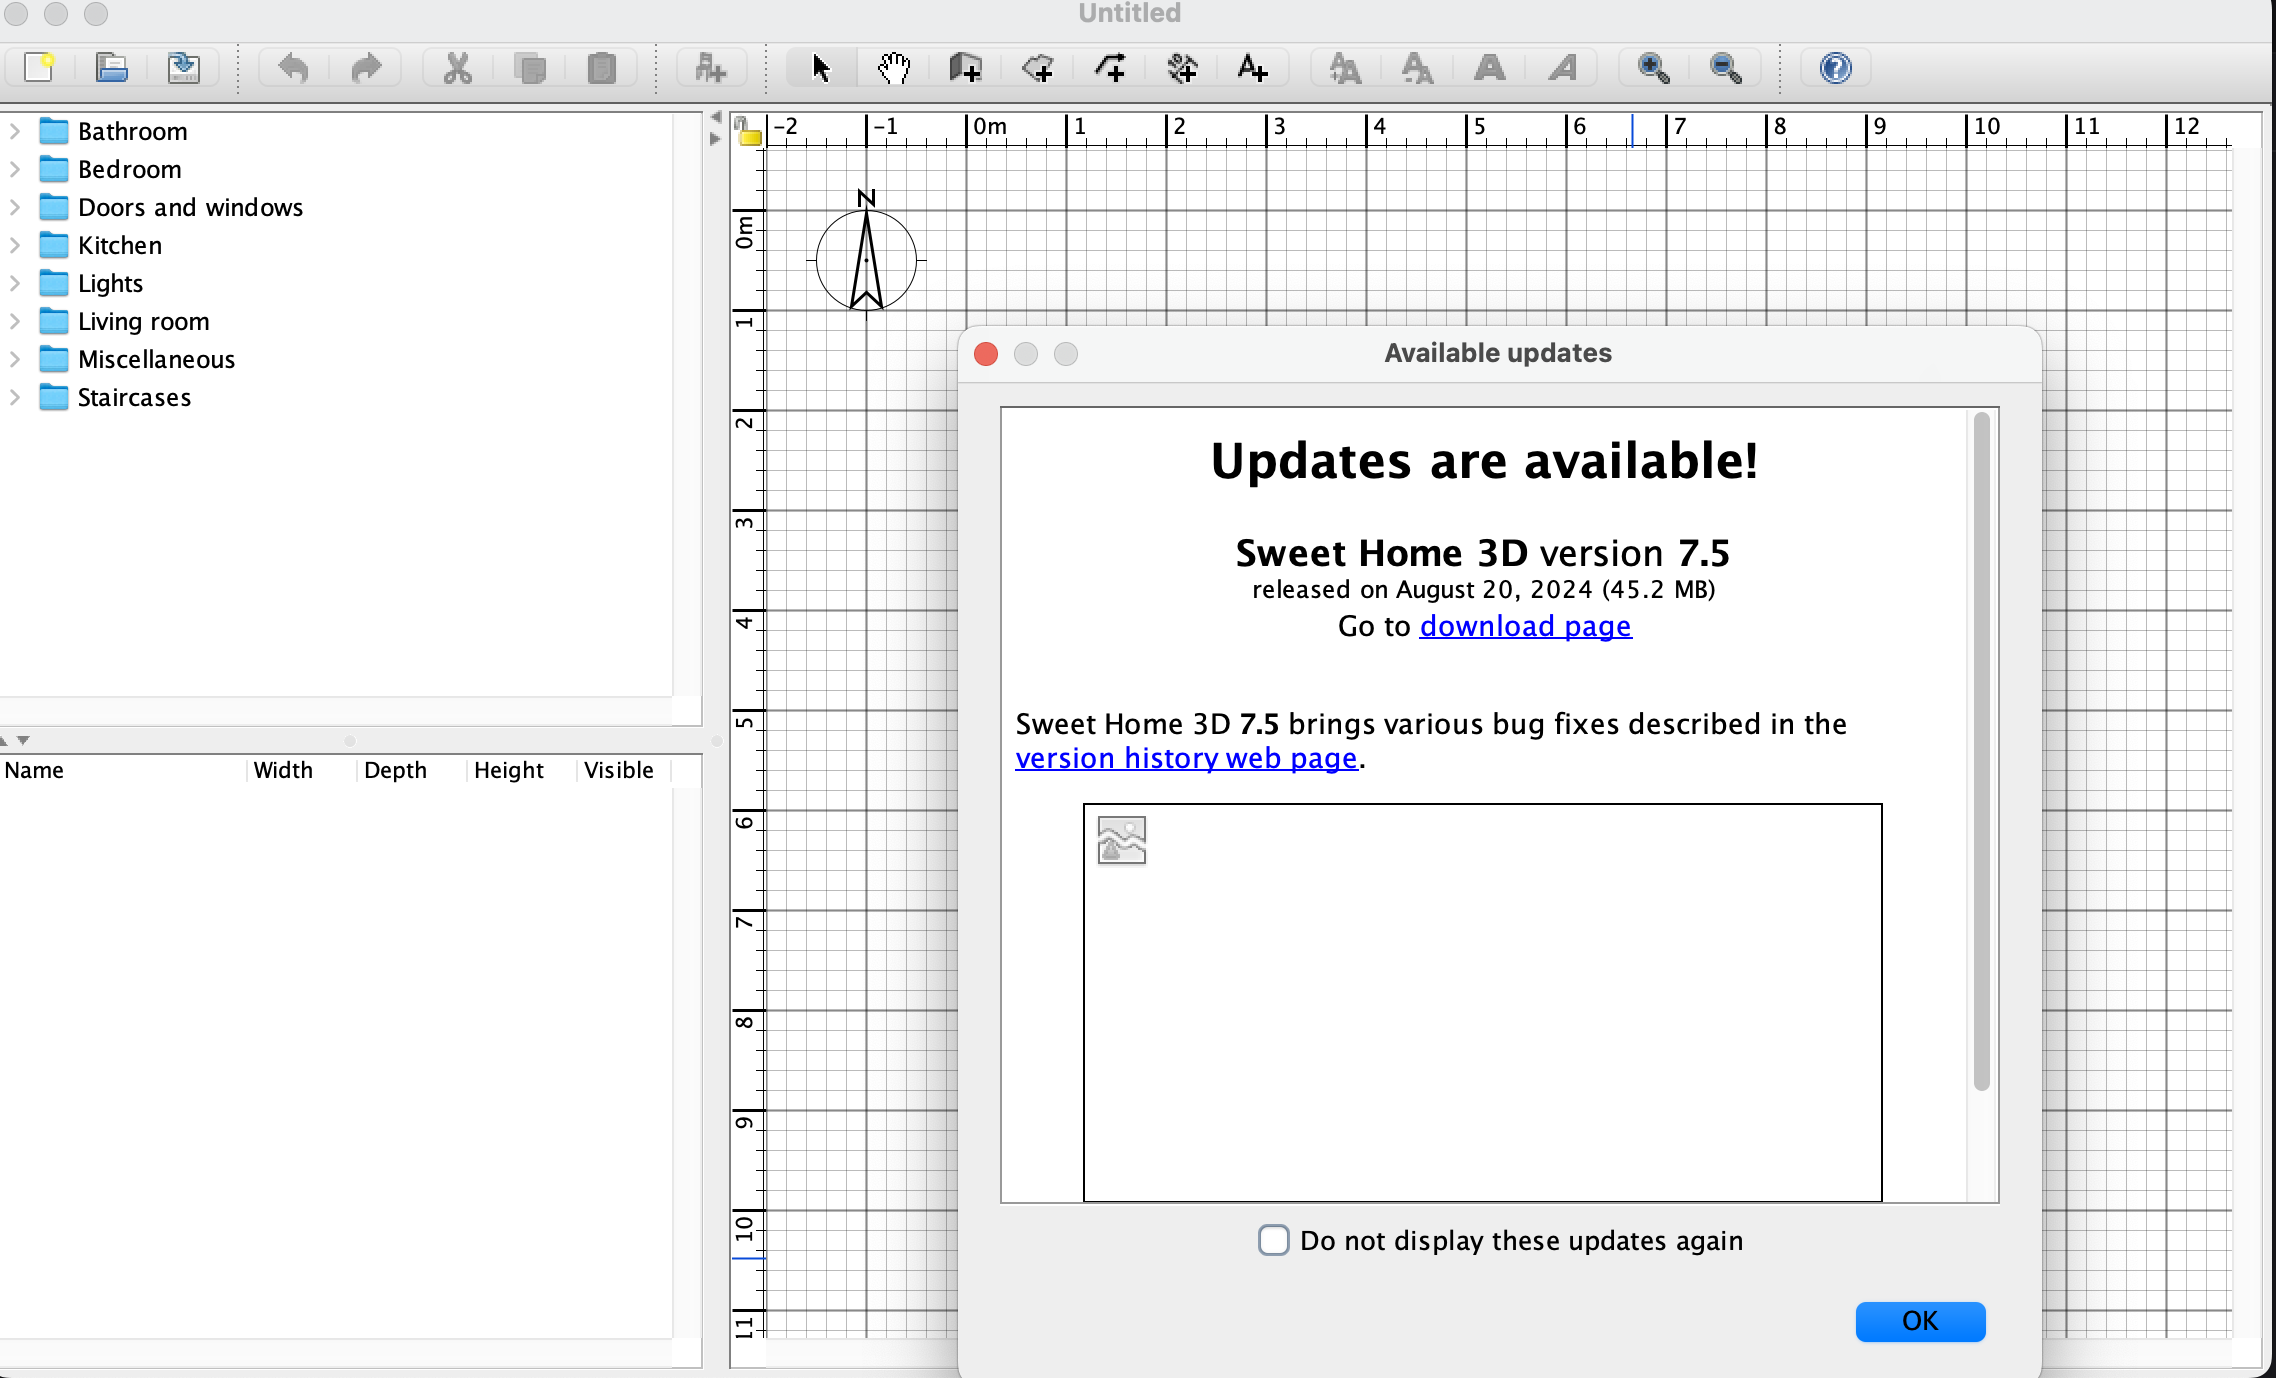 Untitled
Bathroom
Bedroom
Doors and windows
Kitchen
Lights
Living room
Miscellaneous
Staircases
Name Width Depth Height Visible
-2 -1 0m 1 2 3 4 5 6 7 8 9 10 11 12
N
0m
1
2
3
4
5
6
7
8
9
10
11
Available updates
Updates are available!
Sweet Home 3D version 7.5
released on August 20, 2024 (45.2 MB)
Go to download page
Sweet Home 3D 7.5 brings various bug fixes described in the
version history web page.
Do not display these updates again
OK